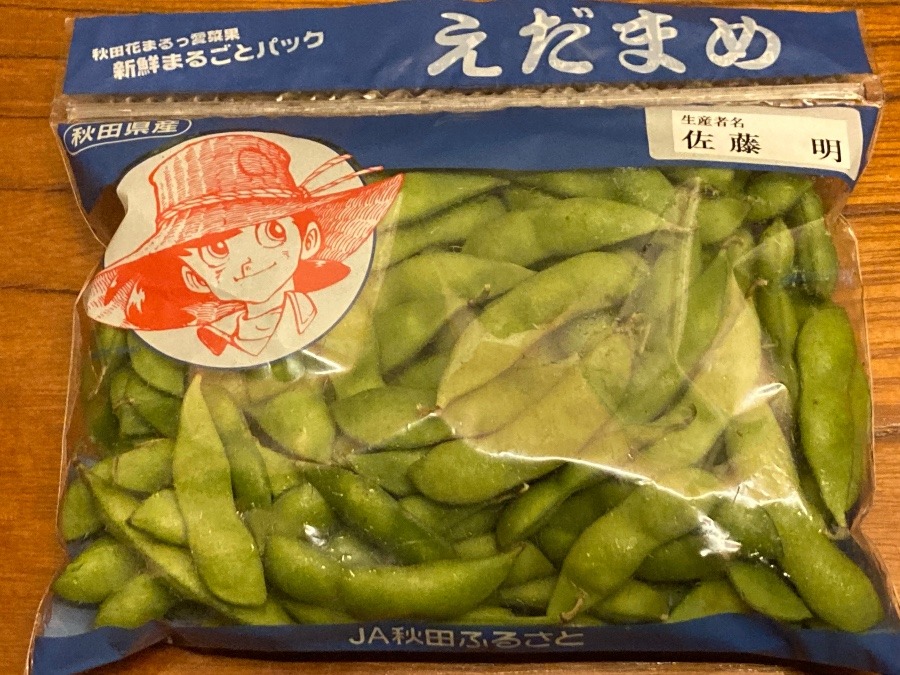 秋田花まるっ宮菜果
新鮮まるごとパック
えだまめ
秋田県産
生産者名
佐藤 明
JA秋田ふるさと